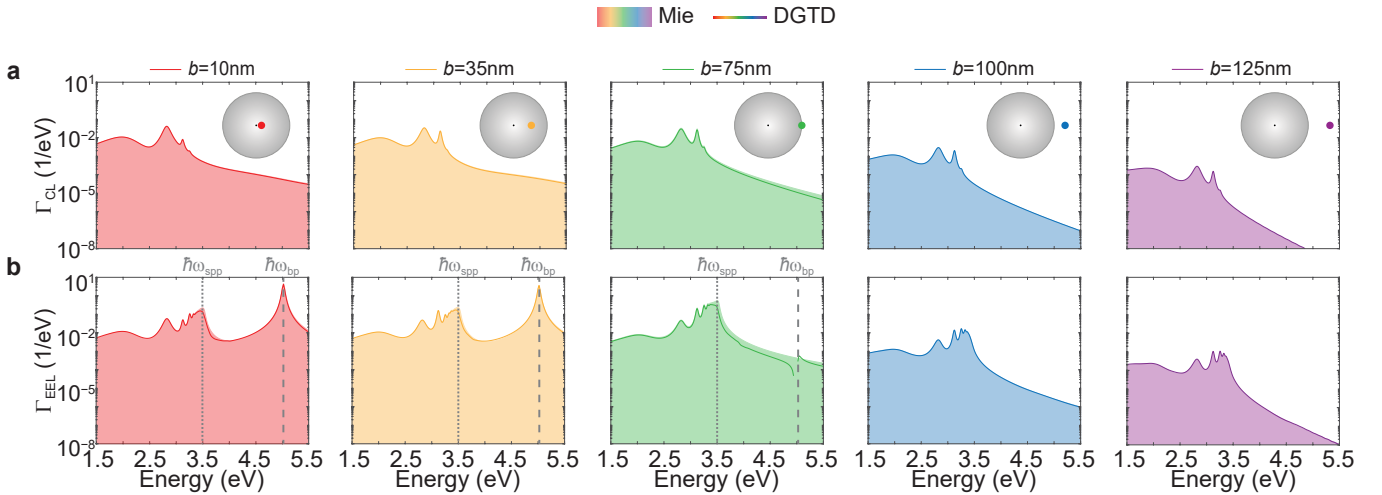 Mie DGTD
a b=10nm b=35nm b=75nm b=100nm b=125nm
10¹
10⁻²
10⁻⁵
10⁻⁸
Γ_CL (1/eV)
b ℏω_spp ℏω_bp ℏω_spp ℏω_bp ℏω_spp ℏω_bp
10¹
10⁻²
10⁻⁵
10⁻⁸
Γ_EEL (1/eV)
1.5 2.5 3.5 4.5 5.5 1.5 2.5 3.5 4.5 5.5 1.5 2.5 3.5 4.5 5.5 1.5 2.5 3.5 4.5 5.5 1.5 2.5 3.5 4.5 5.5
Energy (eV) Energy (eV) Energy (eV) Energy (eV) Energy (eV)